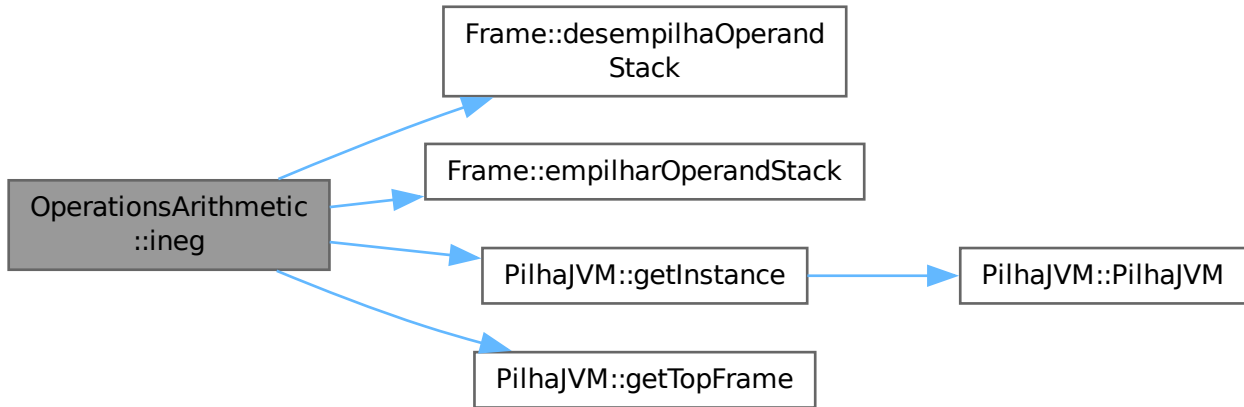 Frame::desempilhaOperand
Stack
Frame::empilharOperandStack
OperationsArithmetic
::ineg
PilhaJVM::getInstance
PilhaJVM::PilhaJVM
PilhaJVM::getTopFrame